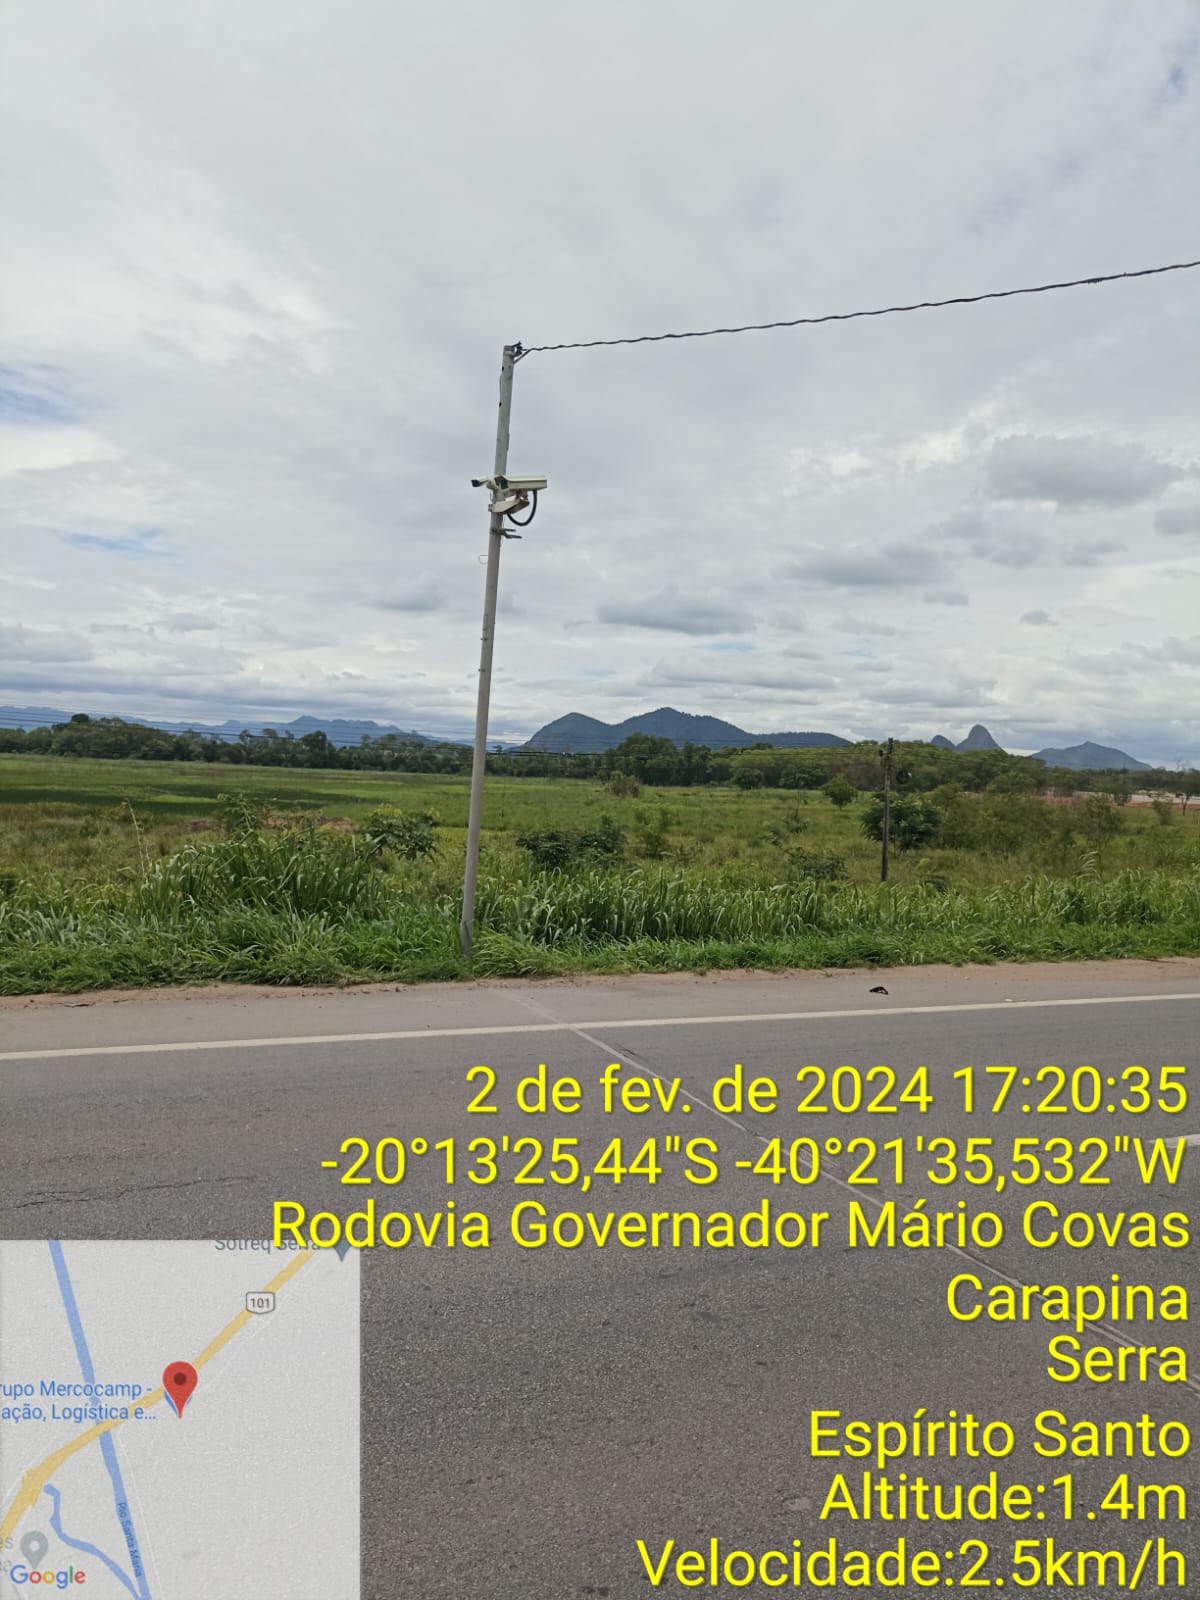 2 de fev. de 2024 17:20:35
-20°13'25,44"S -40°21'35,532"W
Rodovia Governador Mário Covas
Carapina
Serra
Espírito Santo
Altitude:1.4m
Velocidade:2.5km/h
Sotreq Serra
101
rupo Mercocamp -
ação, Logística e...
Rio Santa Maria
es
Google